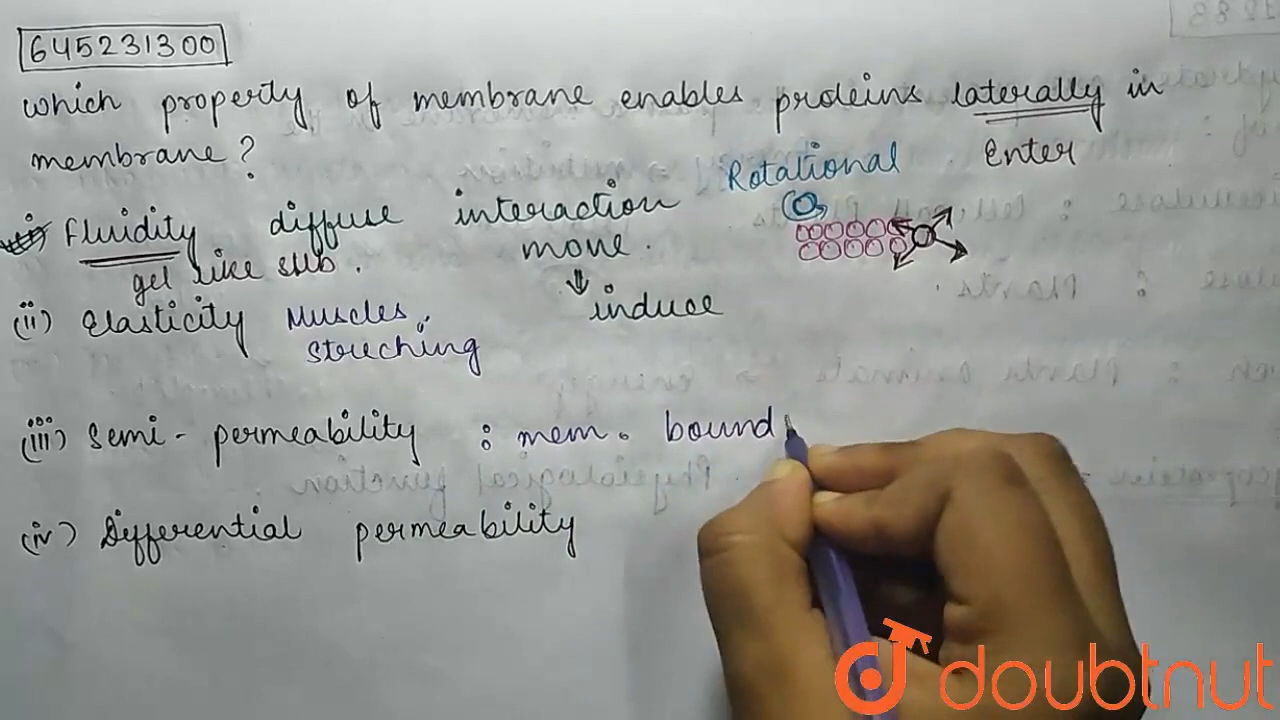 645231300
which property of membrane enables proteins laterally in
membrane?
Enter
Rotational
i) Fluidity diffuse interaction
gel like sub. move.
induce
(ii) Elasticity Muscles.
Streching
(iii) Semi-permeability : mem. bound
(iv) Differential permeability
doubtnut